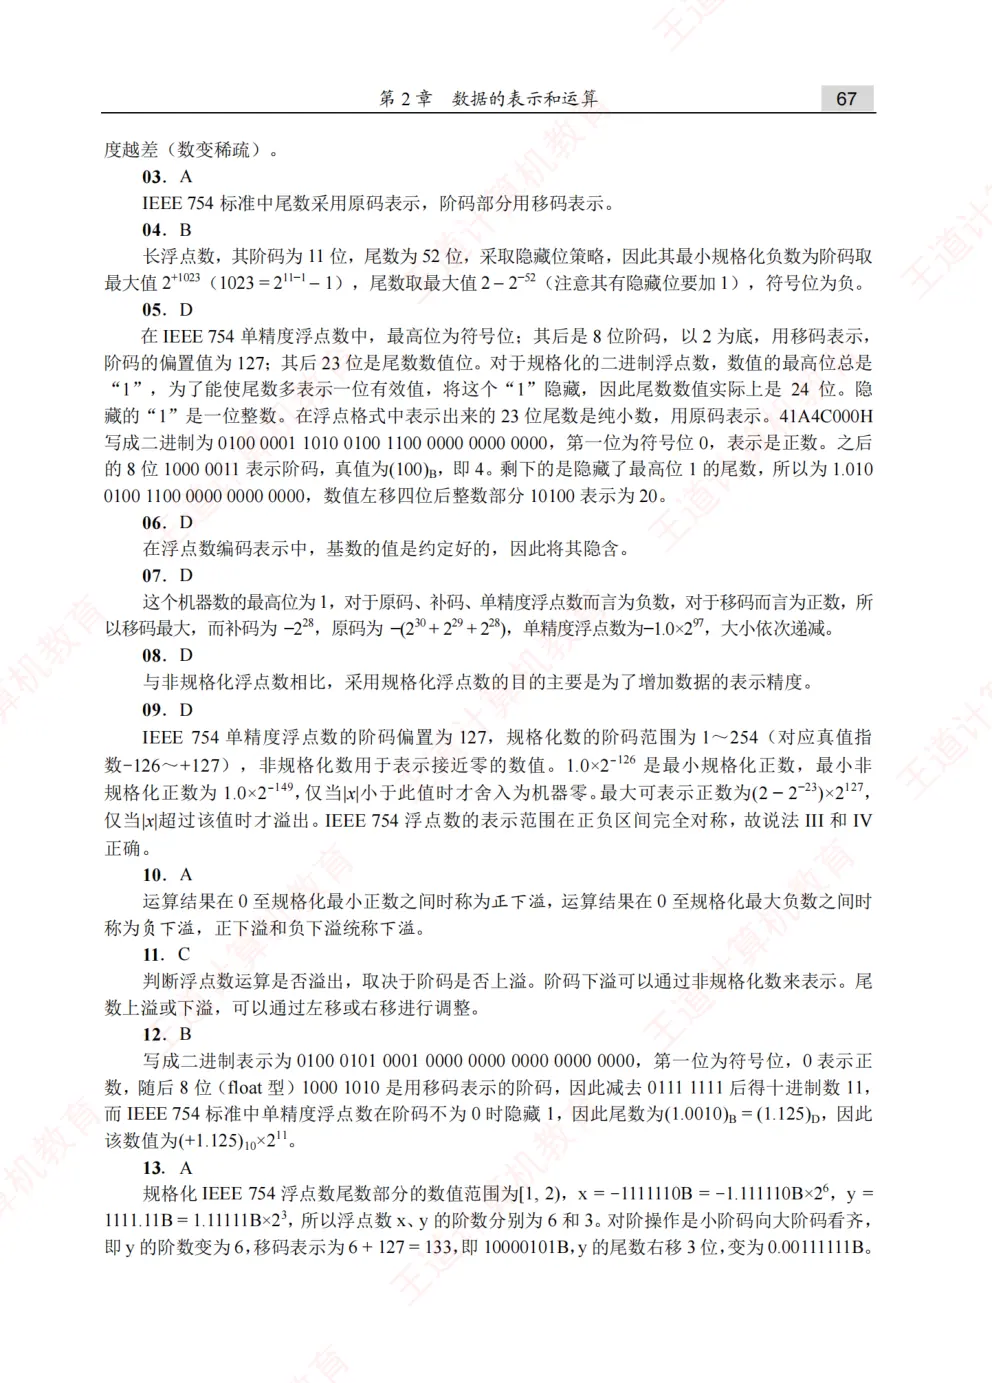 第 2 章 数据的表示和运算 67
度越差（数变稀疏）。
03．A
IEEE 754 标准中尾数采用原码表示，阶码部分用移码表示。
04．B
长浮点数，其阶码为 11 位，尾数为 52 位，采取隐藏位策略，因此其最小规格化负数为阶码取
最大值 2⁺¹⁰²³（1023 = 2¹¹⁻¹ − 1），尾数取最大值 2 − 2⁻⁵²（注意其有隐藏位要加 1），符号位为负。
05．D
在 IEEE 754 单精度浮点数中，最高位为符号位；其后是 8 位阶码，以 2 为底，用移码表示，
阶码的偏置值为 127；其后 23 位是尾数数值位。对于规格化的二进制浮点数，数值的最高位总是
“1”，为了能使尾数多表示一位有效值，将这个“1”隐藏，因此尾数数值实际上是 24 位。隐
藏的“1”是一位整数。在浮点格式中表示出来的 23 位尾数是纯小数，用原码表示。41A4C000H
写成二进制为 0100 0001 1010 0100 1100 0000 0000 0000，第一位为符号位 0，表示是正数。之后
的 8 位 1000 0011 表示阶码，真值为(100)B，即 4。剩下的是隐藏了最高位 1 的尾数，所以为 1.010
0100 1100 0000 0000 0000，数值左移四位后整数部分 10100 表示为 20。
06．D
在浮点数编码表示中，基数的值是约定好的，因此将其隐含。
07．D
这个机器数的最高位为 1，对于原码、补码、单精度浮点数而言为负数，对于移码而言为正数，所
以移码最大，而补码为 −2²⁸，原码为 −(2³⁰ + 2²⁹ + 2²⁸)，单精度浮点数为−1.0×2⁹⁷，大小依次递减。
08．D
与非规格化浮点数相比，采用规格化浮点数的目的主要是为了增加数据的表示精度。
09．D
IEEE 754 单精度浮点数的阶码偏置为 127，规格化数的阶码范围为 1～254（对应真值指
数−126～+127），非规格化数用于表示接近零的数值。1.0×2⁻¹²⁶ 是最小规格化正数，最小非
规格化正数为 1.0×2⁻¹⁴⁹，仅当|x|小于此值时才舍入为机器零。最大可表示正数为(2 − 2⁻²³)×2¹²⁷，
仅当|x|超过该值时才溢出。IEEE 754 浮点数的表示范围在正负区间完全对称，故说法 III 和 IV
正确。
10．A
运算结果在 0 至规格化最小正数之间时称为正下溢，运算结果在 0 至规格化最大负数之间时
称为负下溢，正下溢和负下溢统称下溢。
11．C
判断浮点数运算是否溢出，取决于阶码是否上溢。阶码下溢可以通过非规格化数来表示。尾
数上溢或下溢，可以通过左移或右移进行调整。
12．B
写成二进制表示为 0100 0101 0001 0000 0000 0000 0000 0000，第一位为符号位，0 表示正
数，随后 8 位（float 型）1000 1010 是用移码表示的阶码，因此减去 0111 1111 后得十进制数 11，
而 IEEE 754 标准中单精度浮点数在阶码不为 0 时隐藏 1，因此尾数为(1.0010)B = (1.125)D，因此
该数值为(+1.125)₁₀×2¹¹。
13．A
规格化 IEEE 754 浮点数尾数部分的数值范围为[1, 2)，x = −1111110B = −1.111110B×2⁶，y =
1111.11B = 1.11111B×2³，所以浮点数 x、y 的阶数分别为 6 和 3。对阶操作是小阶码向大阶码看齐，
即 y 的阶数变为 6，移码表示为 6 + 127 = 133，即 10000101B，y 的尾数右移 3 位，变为 0.00111111B。